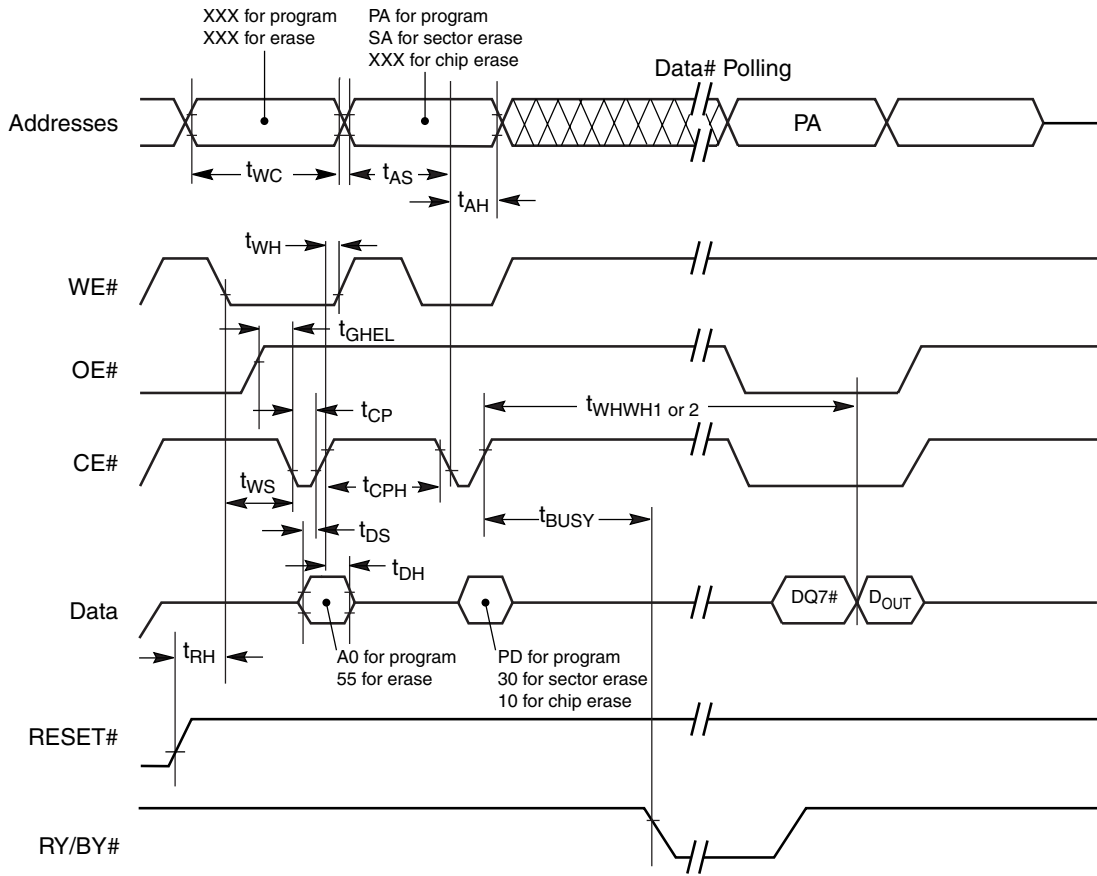 XXX for program
XXX for erase
PA for program
SA for sector erase
XXX for chip erase
Data# Polling
Addresses
PA
tWC
tAS
tAH
tWH
WE#
tGHEL
OE#
tCP
tWHWH1 or 2
CE#
tWS
tCPH
tBUSY
tDS
tDH
Data
DQ7#
DOUT
tRH
A0 for program
55 for erase
PD for program
30 for sector erase
10 for chip erase
RESET#
RY/BY#